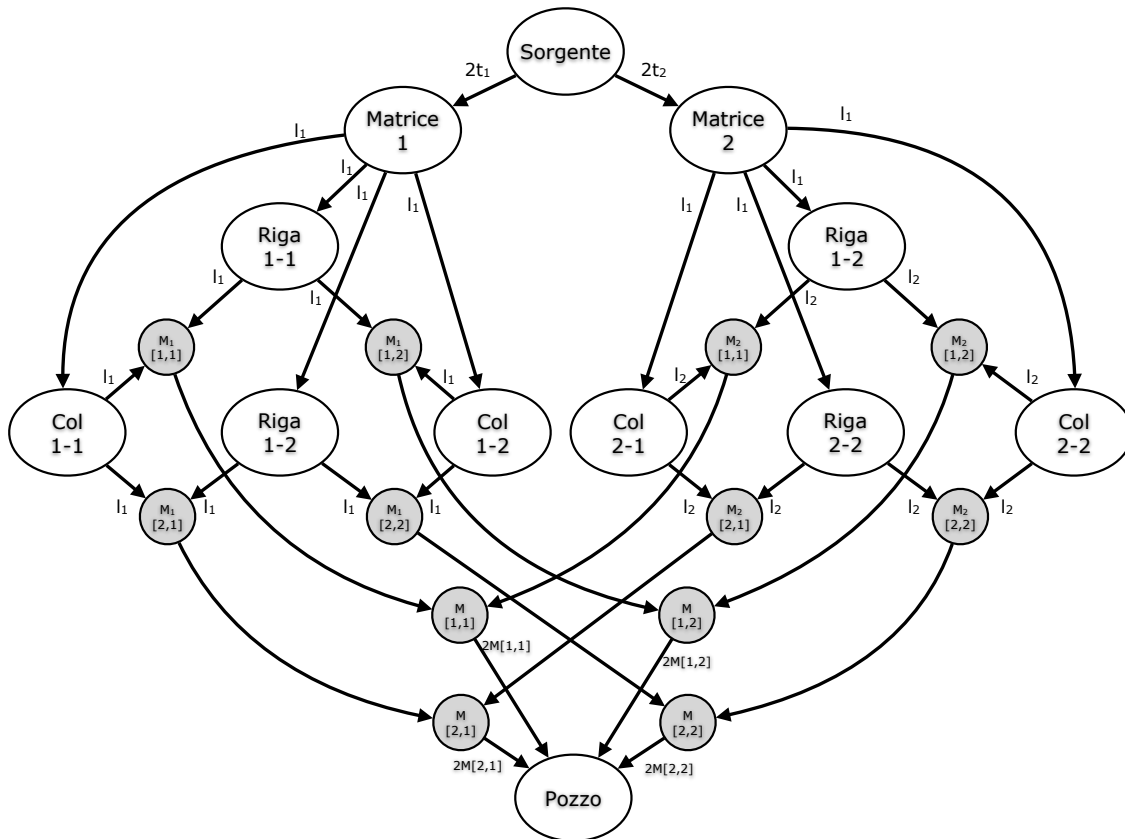 Sorgente
2t₁
2t₂
Matrice
1
Matrice
2
l₁
l₁
l₁
l₁
l₁
l₁
l₁
l₁
Riga
1-1
Riga
1-2
l₁
l₁
l₂
l₂
M₁
[1,1]
M₁
[1,2]
M₂
[1,1]
M₂
[1,2]
l₁
l₁
l₂
l₂
Col
1-1
Riga
1-2
Col
1-2
Col
2-1
Riga
2-2
Col
2-2
l₁
l₁
l₁
l₁
l₂
l₂
l₂
l₂
M₁
[2,1]
M₁
[2,2]
M₂
[2,1]
M₂
[2,2]
M
[1,1]
M
[1,2]
2M[1,1]
2M[1,2]
M
[2,1]
M
[2,2]
2M[2,1]
2M[2,2]
Pozzo